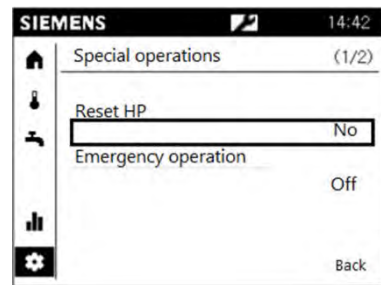 SIEMENS 14:42
Special operations (1/2)
Reset HP
No
Emergency operation
Off
Back